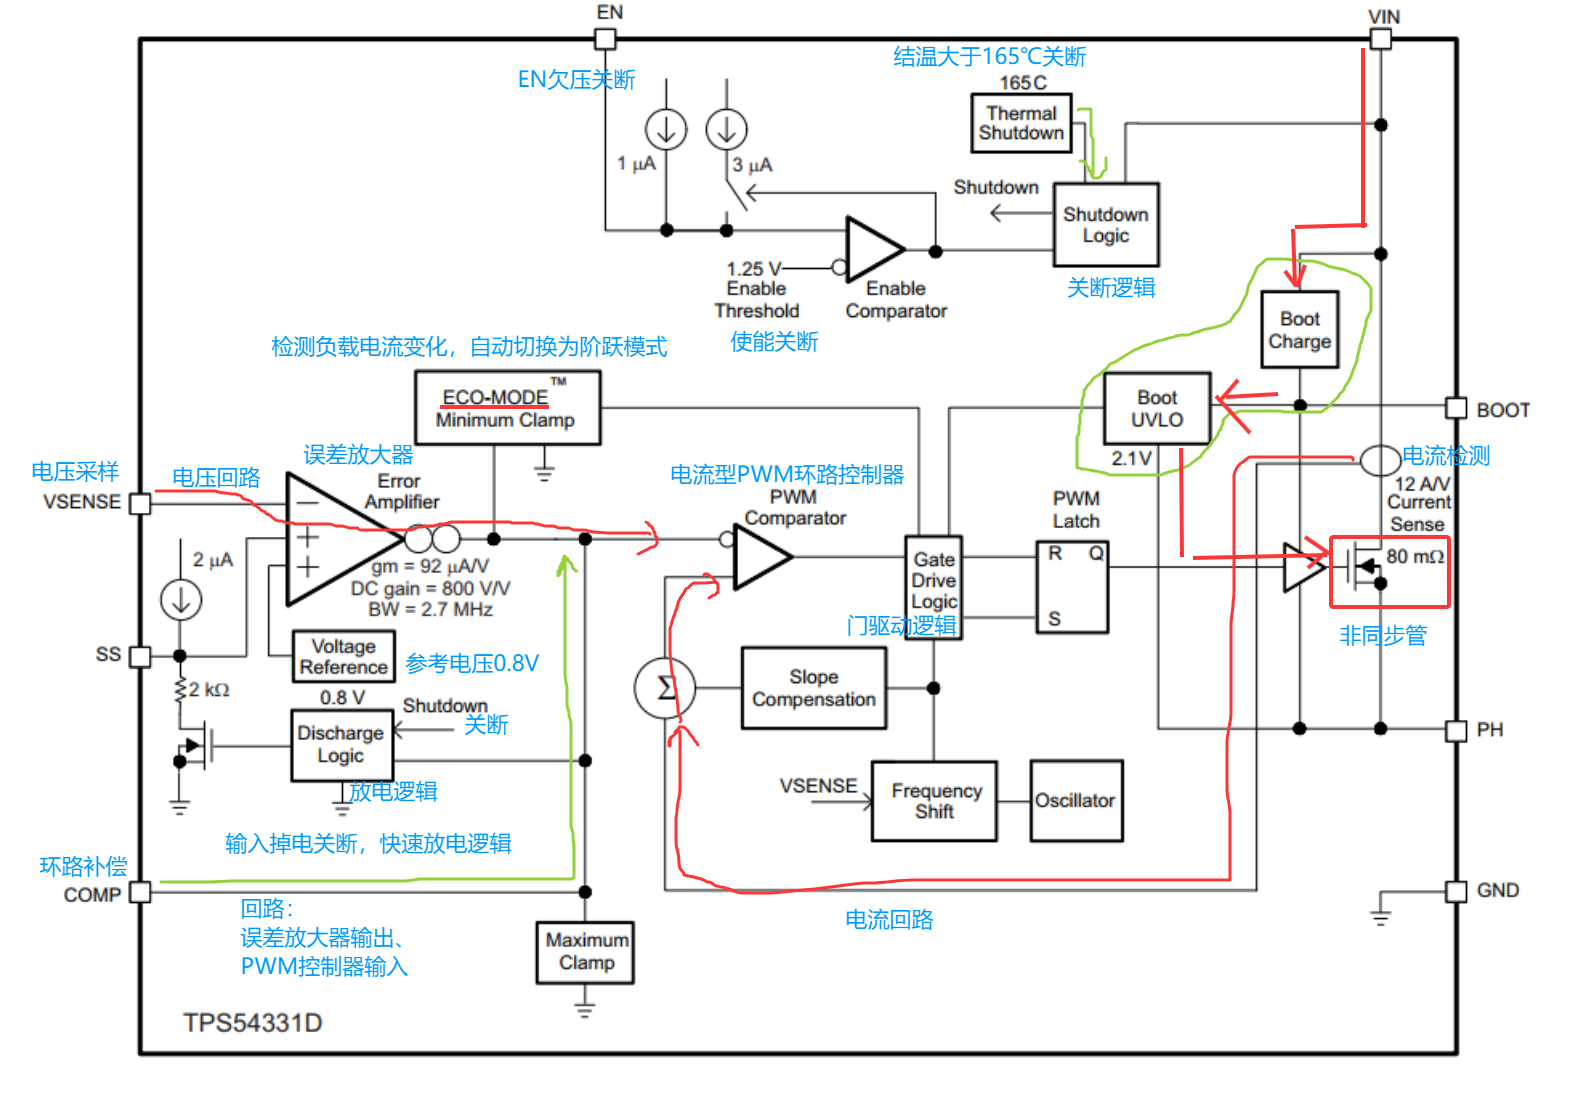 EN
VIN
EN欠压关断
结温大于165℃关断
165 C
Thermal
Shutdown
1 μA
3 μA
Shutdown
Shutdown
Logic
关断逻辑
1.25 V
Enable
Threshold
使能关断
Enable
Comparator
Boot
Charge
检测负载电流变化，自动切换为阶跃模式
ECO-MODE™
Minimum Clamp
Boot
UVLO
2.1 V
BOOT
电流检测
12 A/V
Current
Sense
80 mΩ
非同步管
电压采样
VSENSE
电压回路
误差放大器
Error
Amplifier
gm = 92 μA/V
DC gain = 800 V/V
BW = 2.7 MHz
电流型PWM环路控制器
PWM
Comparator
PWM
Latch
R
Q
S
Gate
Drive
Logic
门驱动逻辑
2 μA
SS
Voltage
Reference
参考电压0.8V
0.8 V
2 kΩ
Discharge
Logic
Shutdown
关断
放电逻辑
Σ
Slope
Compensation
PH
VSENSE
Frequency
Shift
Oscillator
输入掉电关断，快速放电逻辑
环路补偿
COMP
回路：
误差放大器输出、
PWM控制器输入
电流回路
GND
Maximum
Clamp
TPS54331D